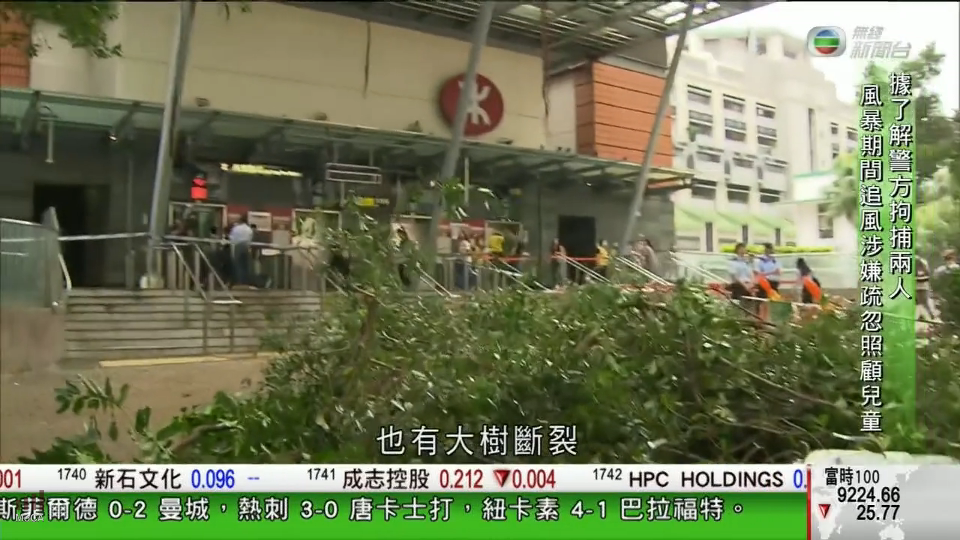 無綫
新聞台
據了解警方拘捕兩人
風暴期間追風涉嫌疏忽照顧兒童
也有大樹斷裂
001 1740 新石文化 0.096 -- 1741 成志控股 0.212 ▼0.004 1742 HPC HOLDINGS 0.
富時100
9224.66
▼ 25.77
斯菲爾德 0-2 曼城，熱刺 3-0 唐卡士打，紐卡素 4-1 巴拉福特。